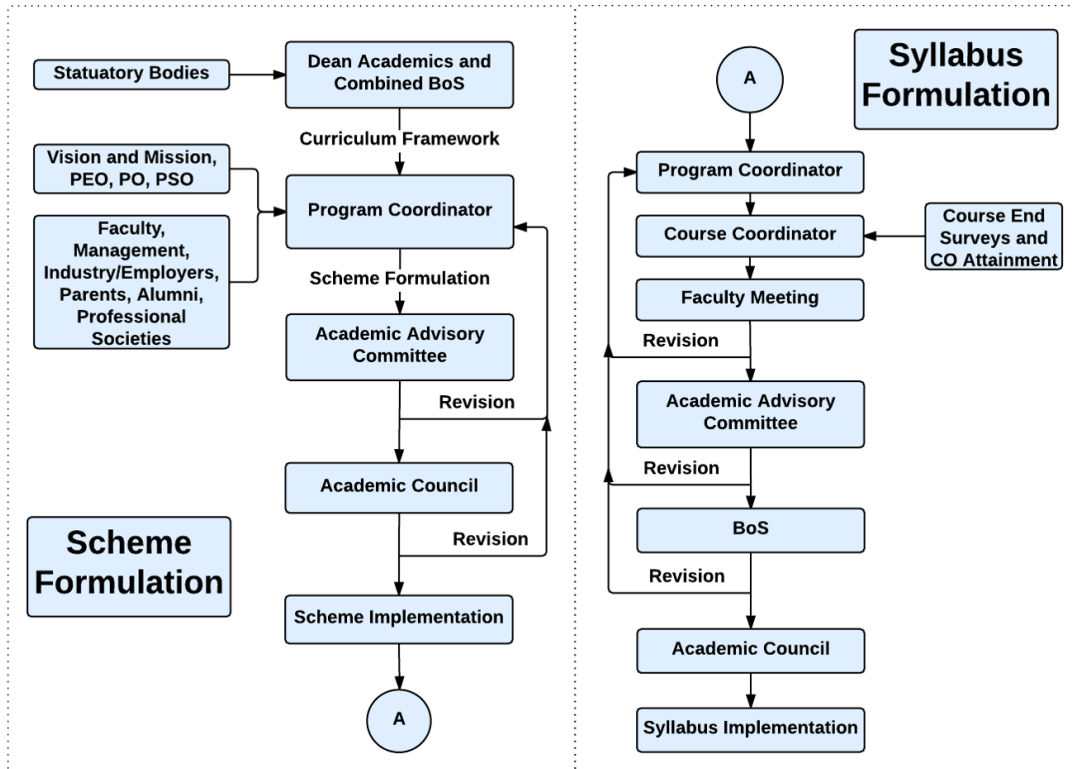 Statuatory Bodies
Dean Academics and
Combined BoS
Curriculum Framework
Vision and Mission,
PEO, PO, PSO
Program Coordinator
Faculty,
Management,
Industry/Employers,
Parents, Alumni,
Professional
Societies
Scheme Formulation
Academic Advisory
Committee
Revision
Academic Council
Revision
Scheme
Formulation
Scheme Implementation
A
Syllabus
Formulation
A
Program Coordinator
Course Coordinator
Course End
Surveys and
CO Attainment
Faculty Meeting
Revision
Academic Advisory
Committee
Revision
BoS
Revision
Academic Council
Syllabus Implementation